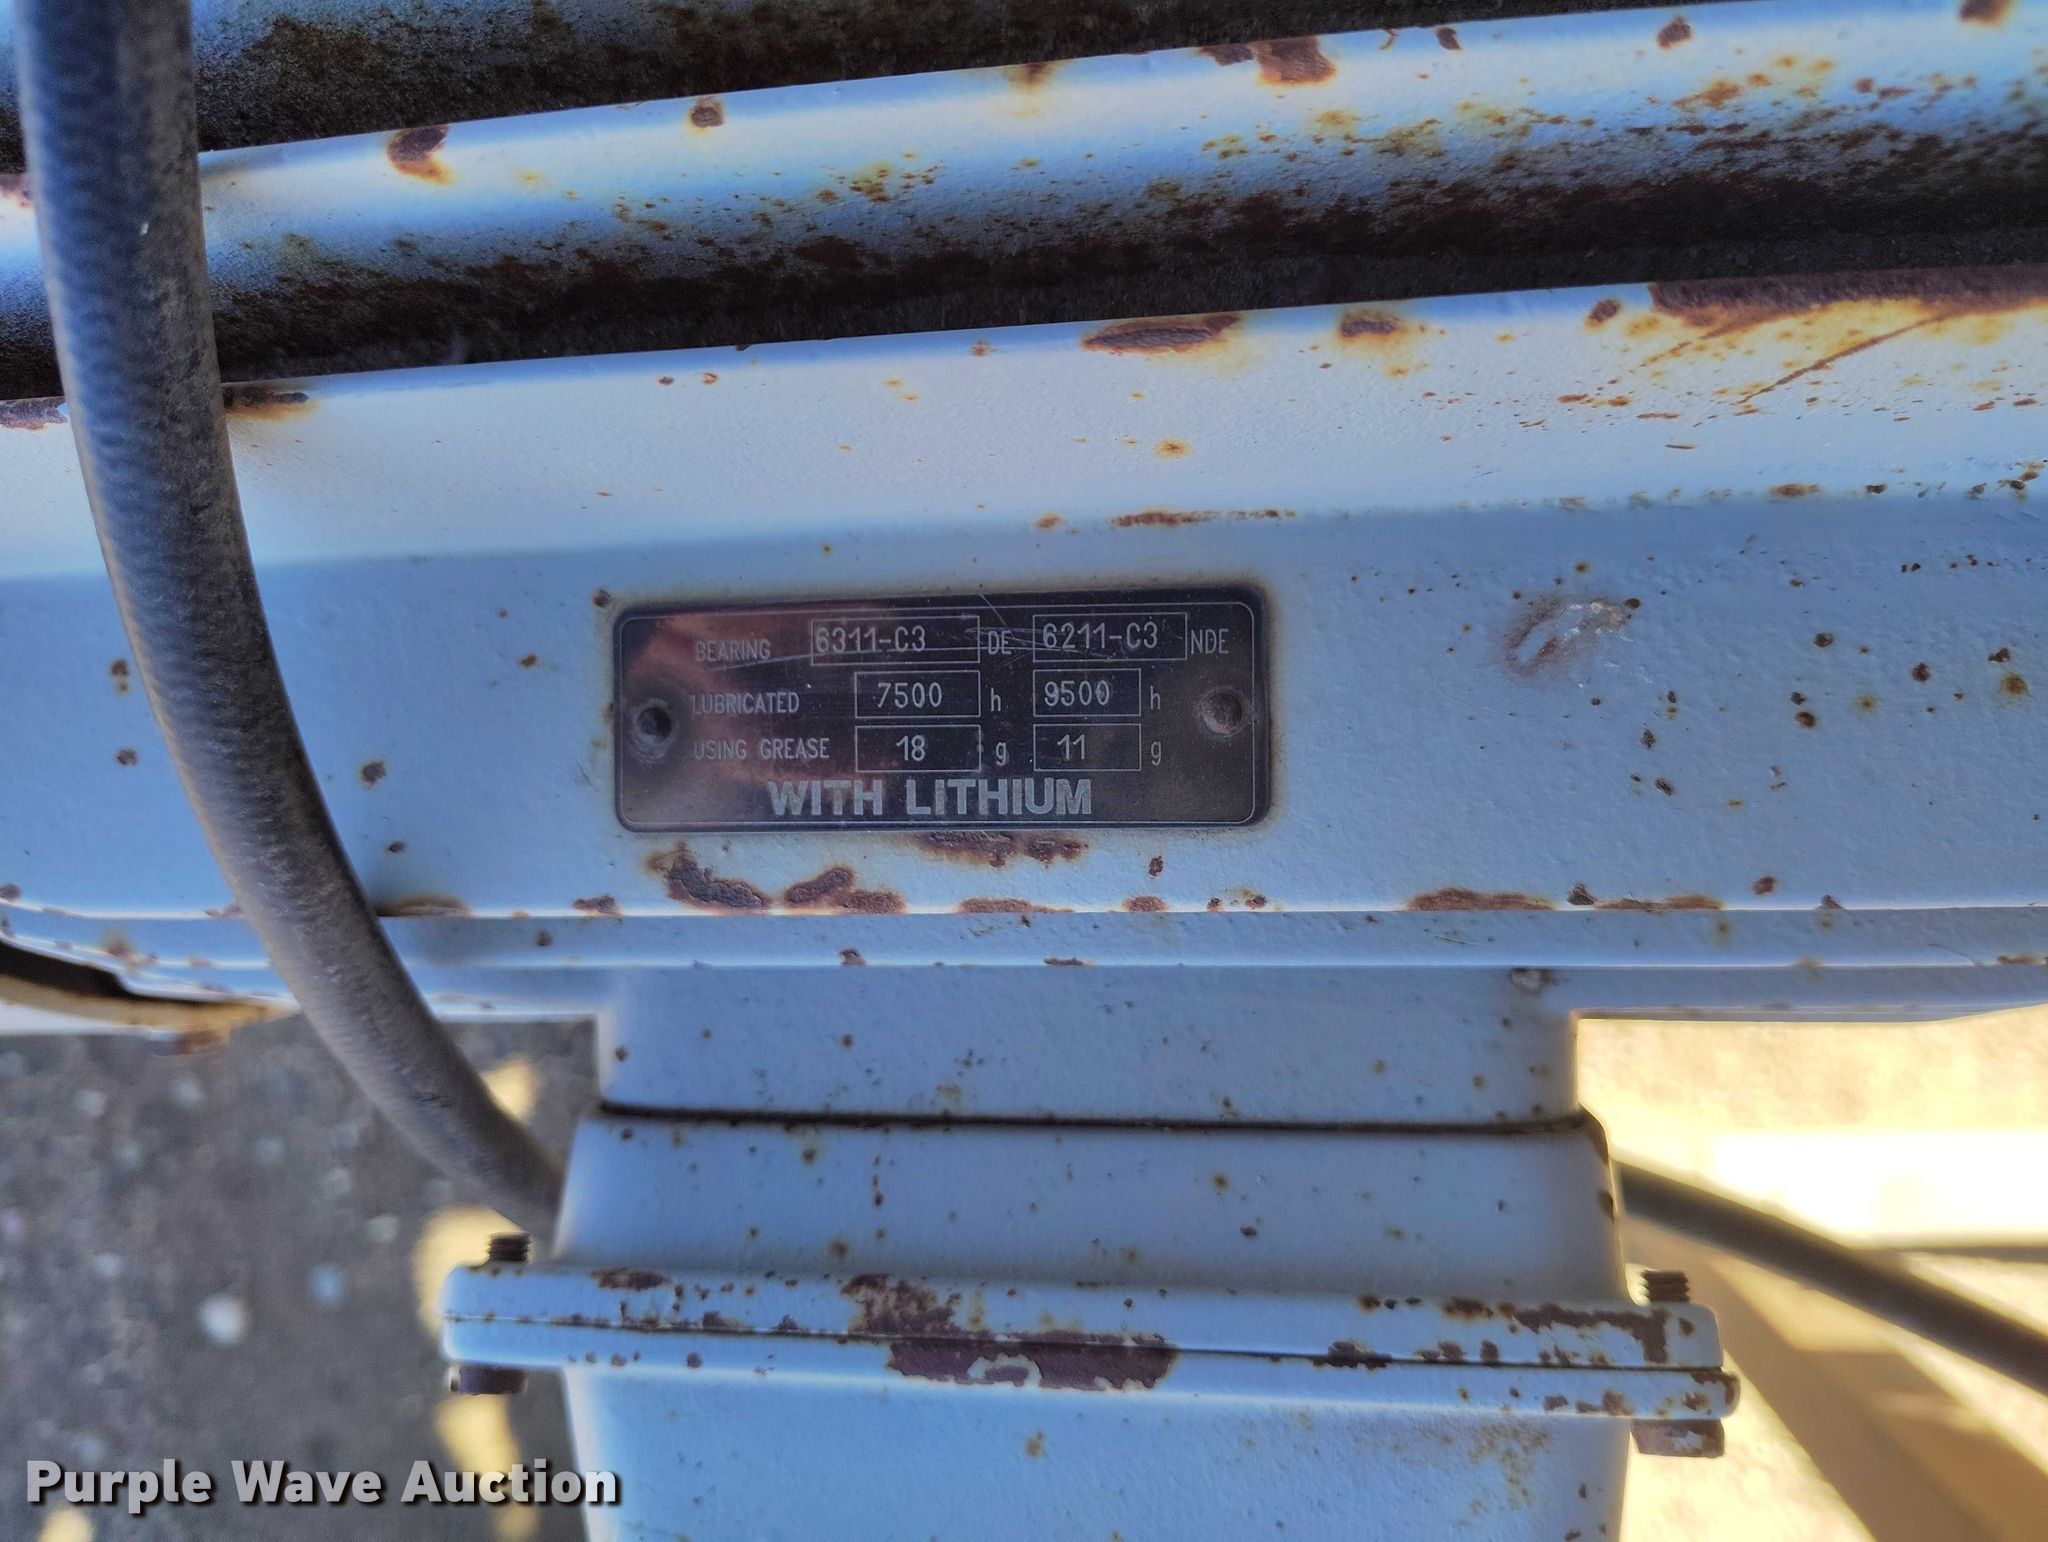 BEARING 6311-C3 DE 6211-C3 NDE
LUBRICATED 7500 h 9500 h
USING GREASE 18 g 11 g
WITH LITHIUM
Purple Wave Auction